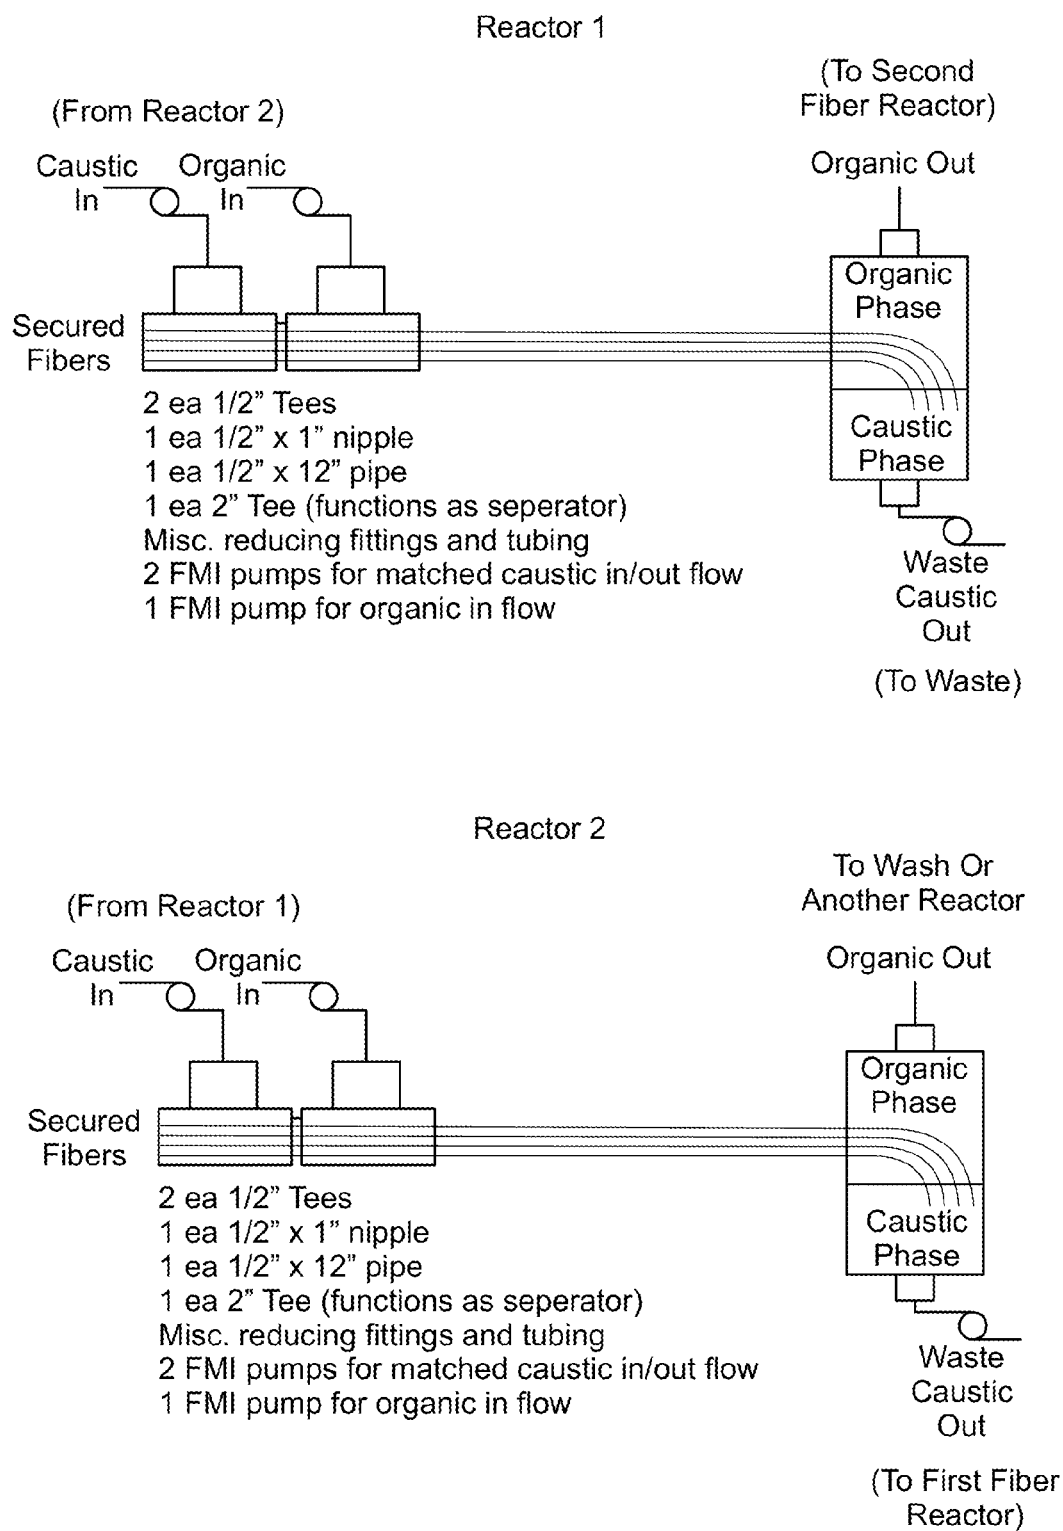 Reactor 1
(To Second
Fiber Reactor)
(From Reactor 2)
Caustic
In
Organic
In
Organic Out
Organic
Phase
Secured
Fibers
Caustic
Phase
2 ea 1/2” Tees
1 ea 1/2” x 1” nipple
1 ea 1/2” x 12” pipe
1 ea 2” Tee (functions as seperator)
Misc. reducing fittings and tubing
2 FMI pumps for matched caustic in/out flow
1 FMI pump for organic in flow
Waste
Caustic
Out
(To Waste)
Reactor 2
To Wash Or
Another Reactor
(From Reactor 1)
Caustic
In
Organic
In
Organic Out
Organic
Phase
Secured
Fibers
Caustic
Phase
2 ea 1/2” Tees
1 ea 1/2” x 1” nipple
1 ea 1/2” x 12” pipe
1 ea 2” Tee (functions as seperator)
Misc. reducing fittings and tubing
2 FMI pumps for matched caustic in/out flow
1 FMI pump for organic in flow
Waste
Caustic
Out
(To First Fiber
Reactor)